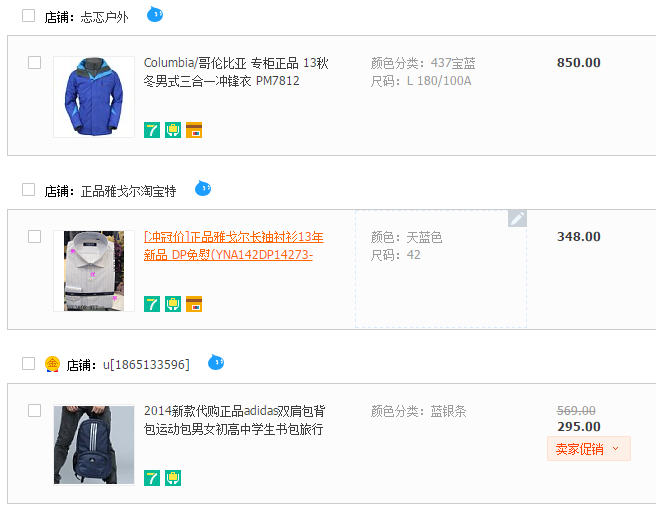 店铺：忐忑户外
Columbia/哥伦比亚 专柜正品 13秋
冬男式三合一冲锋衣 PM7812
颜色分类：437宝蓝
尺码：L 180/100A
850.00
店铺：正品雅戈尔淘宝特
[冲冠价]正品雅戈尔长袖衬衫13年
新品 DP免熨(YNA142DP14273-
颜色：天蓝色
尺码：42
348.00
店铺：u[1865133596]
2014新款代购正品adidas双肩包背
包运动包男女初高中学生书包旅行
颜色分类：蓝银条
569.00
295.00
卖家促销